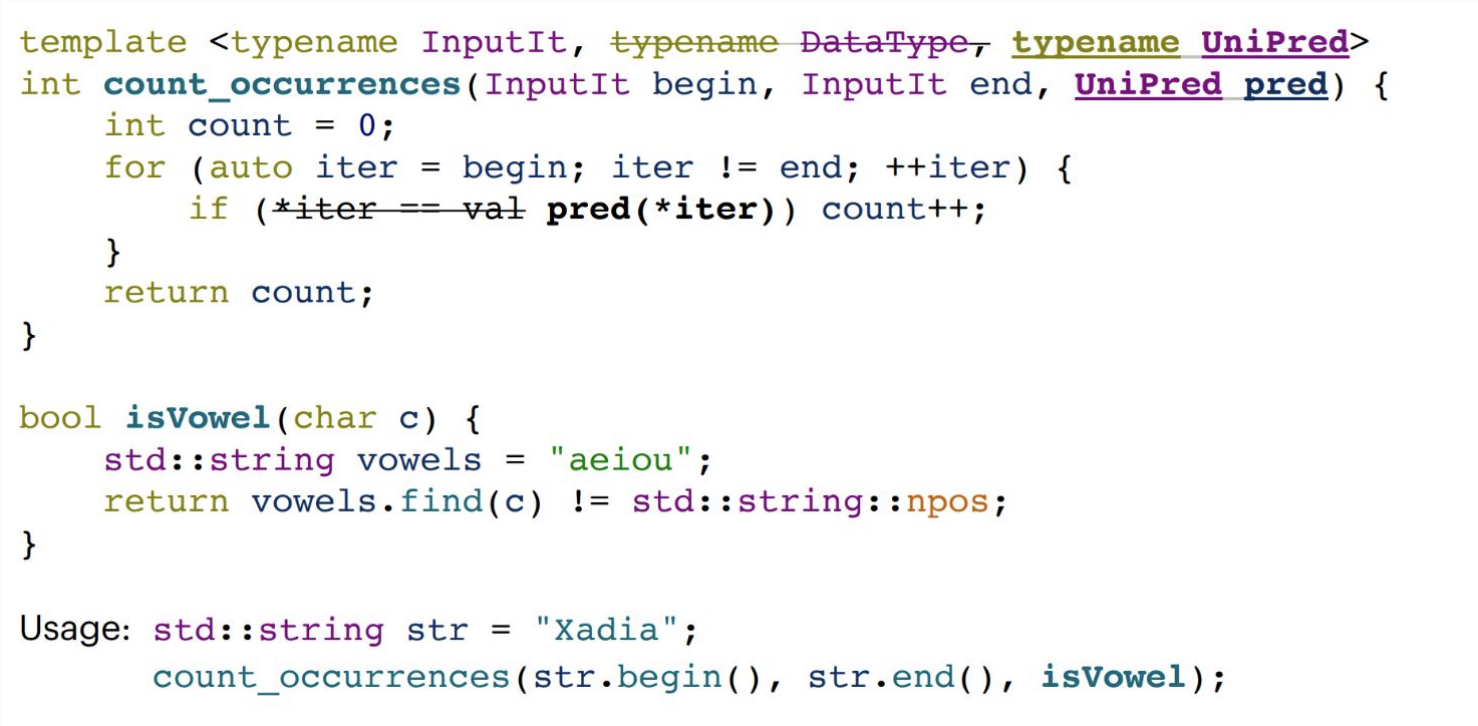 template <typename InputIt, typename DataType, typename UniPred>
int count_occurrences(InputIt begin, InputIt end, UniPred pred) {
    int count = 0;
    for (auto iter = begin; iter != end; ++iter) {
        if (*iter == val pred(*iter)) count++;
    }
    return count;
}
bool isVowel(char c) {
    std::string vowels = "aeiou";
    return vowels.find(c) != std::string::npos;
}
Usage: std::string str = "Xadia";
count_occurrences(str.begin(), str.end(), isVowel);